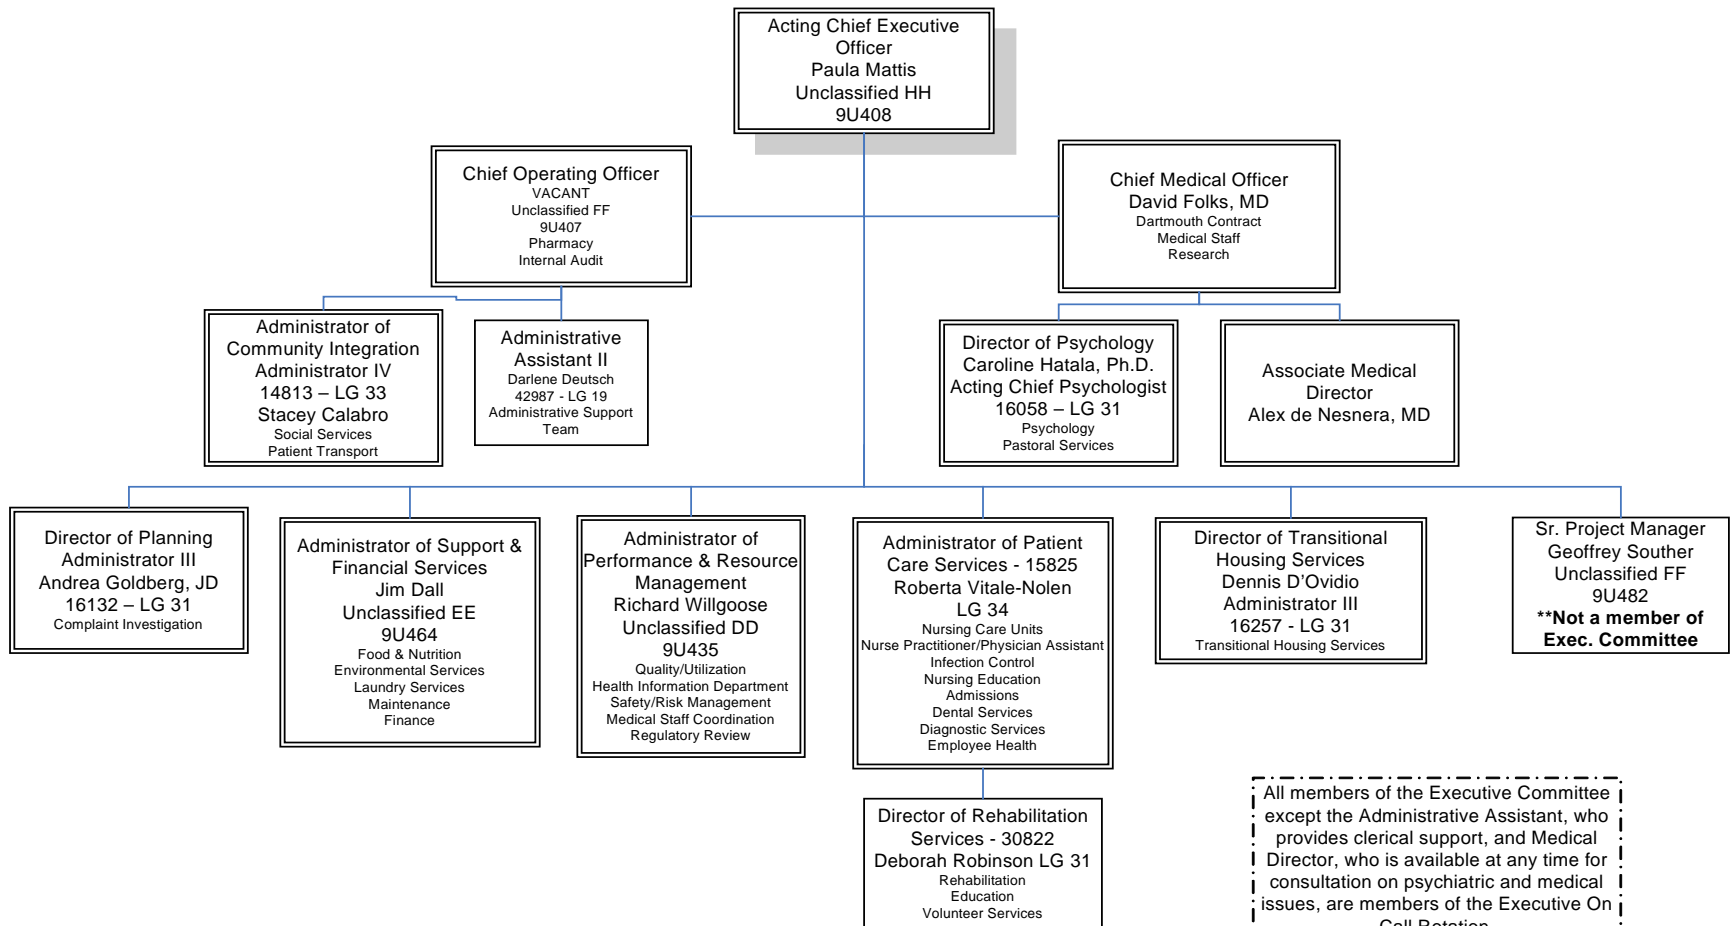 Acting Chief Executive
Officer
Paula Mattis
Unclassified HH
9U408
Chief Operating Officer
VACANT
Unclassified FF
9U407
Pharmacy
Internal Audit
Chief Medical Officer
David Folks, MD
Dartmouth Contract
Medical Staff
Research
Administrator of
Community Integration
Administrator IV
14813 – LG 33
Stacey Calabro
Social Services
Patient Transport
Administrative
Assistant II
Darlene Deutsch
42987 - LG 19
Administrative Support
Team
Director of Psychology
Caroline Hatala, Ph.D.
Acting Chief Psychologist
16058 – LG 31
Psychology
Pastoral Services
Associate Medical
Director
Alex de Nesnera, MD
Director of Planning
Administrator III
Andrea Goldberg, JD
16132 – LG 31
Complaint Investigation
Administrator of Support &
Financial Services
Jim Dall
Unclassified EE
9U464
Food & Nutrition
Environmental Services
Laundry Services
Maintenance
Finance
Administrator of
Performance & Resource
Management
Richard Willgoose
Unclassified DD
9U435
Quality/Utilization
Health Information Department
Safety/Risk Management
Medical Staff Coordination
Regulatory Review
Administrator of Patient
Care Services - 15825
Roberta Vitale-Nolen
LG 34
Nursing Care Units
Nurse Practitioner/Physician Assistant
Infection Control
Nursing Education
Admissions
Dental Services
Diagnostic Services
Employee Health
Director of Transitional
Housing Services
Dennis D’Ovidio
Administrator III
16257 - LG 31
Transitional Housing Services
Sr. Project Manager
Geoffrey Souther
Unclassified FF
9U482
**Not a member of
Exec. Committee
Director of Rehabilitation
Services - 30822
Deborah Robinson LG 31
Rehabilitation
Education
Volunteer Services
All members of the Executive Committee
except the Administrative Assistant, who
provides clerical support, and Medical
Director, who is available at any time for
consultation on psychiatric and medical
issues, are members of the Executive On
Call Rotation